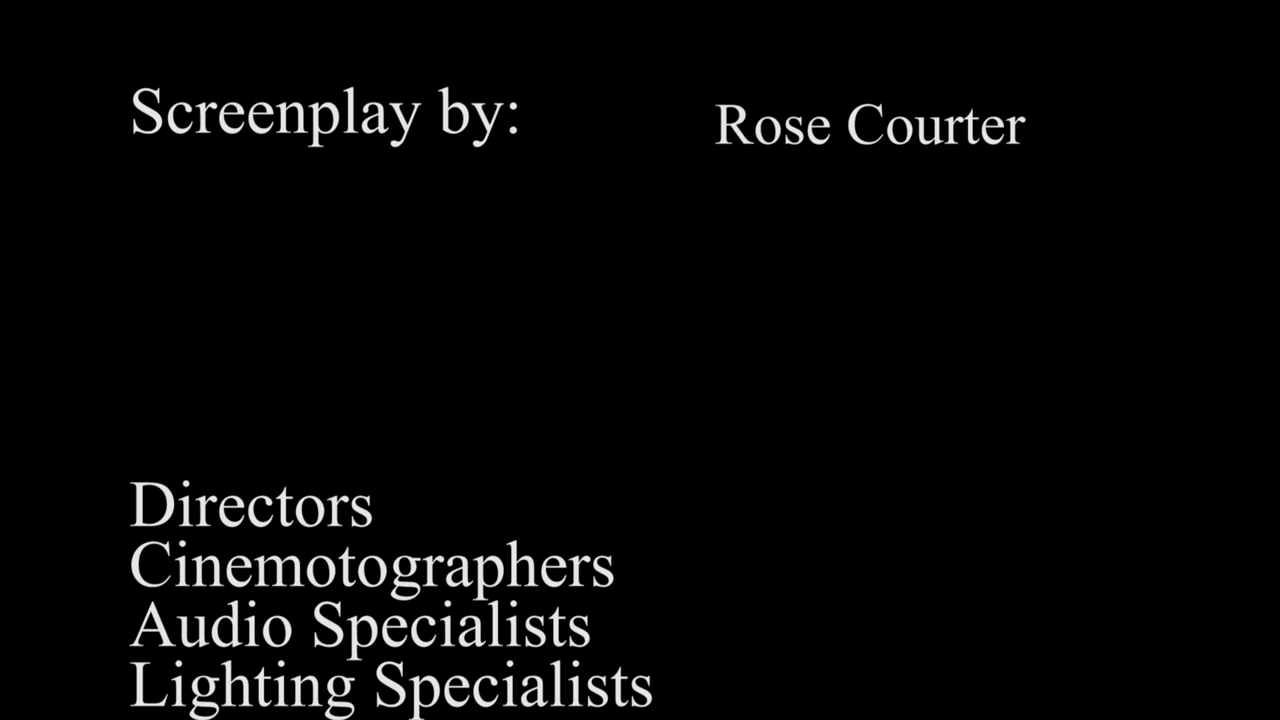 Screenplay by:
Rose Courter
Directors
Cinemotographers
Audio Specialists
Lighting Specialists